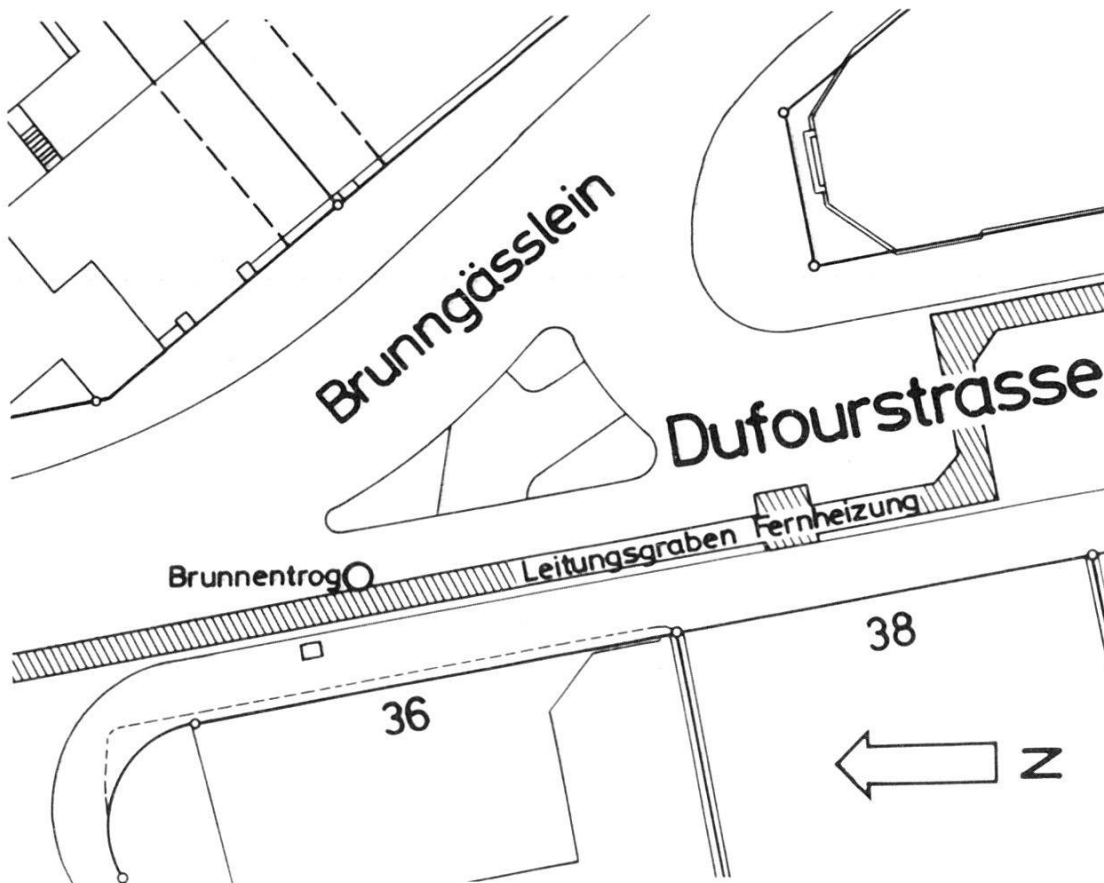 Brunngässlein
Dufourstrasse
Leitungsgraben Fernheizung
Brunnentrog
38
36
N